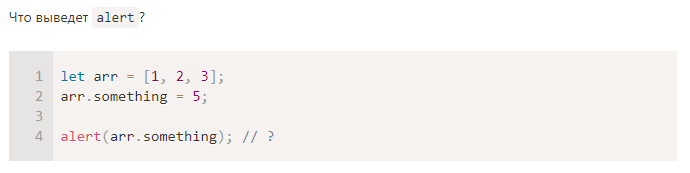 Что выведет alert?
1 let arr = [1, 2, 3];
2 arr.something = 5;
3
4 alert(arr.something); // ?